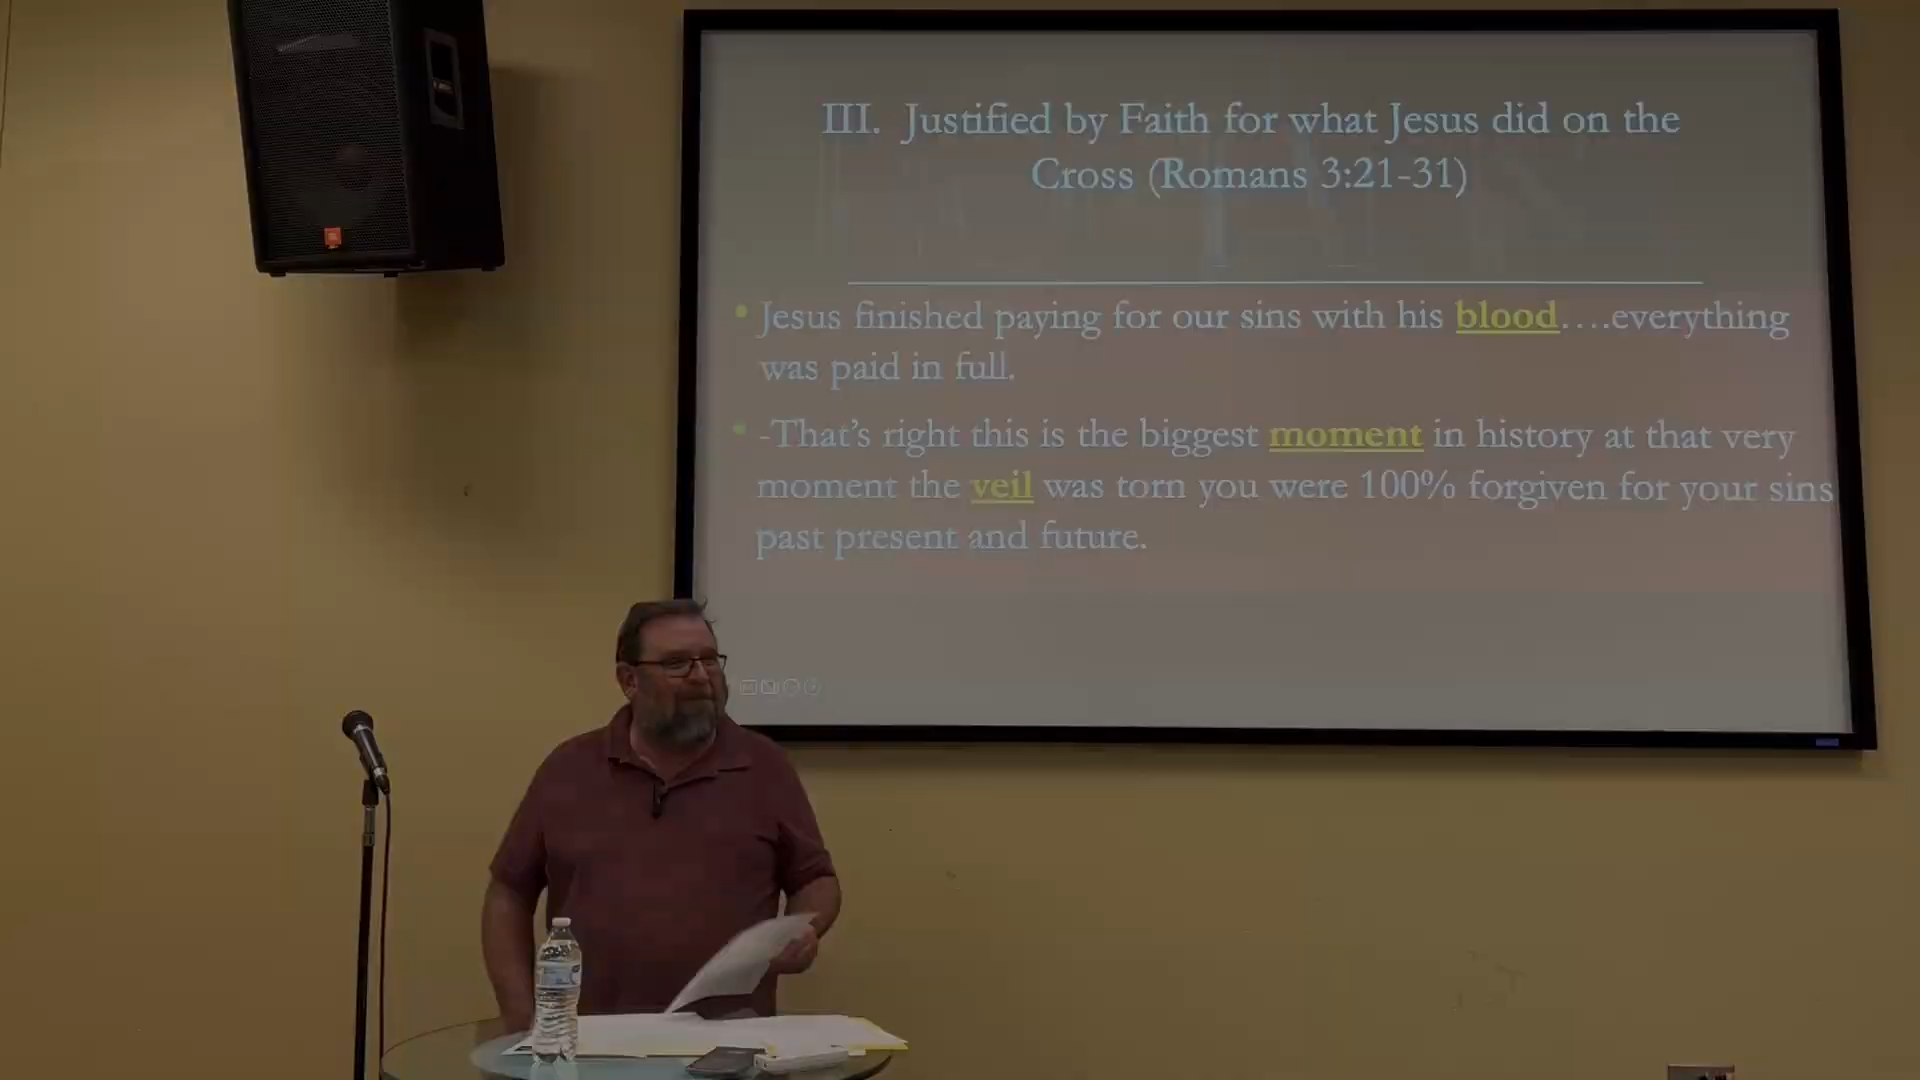 III. Justified by Faith for what Jesus did on the
Cross (Romans 3:21-31)
• Jesus finished paying for our sins with his blood….everything
was paid in full.
• -That’s right this is the biggest moment in history at that very
moment the veil was torn you were 100% forgiven for your sins
past present and future.